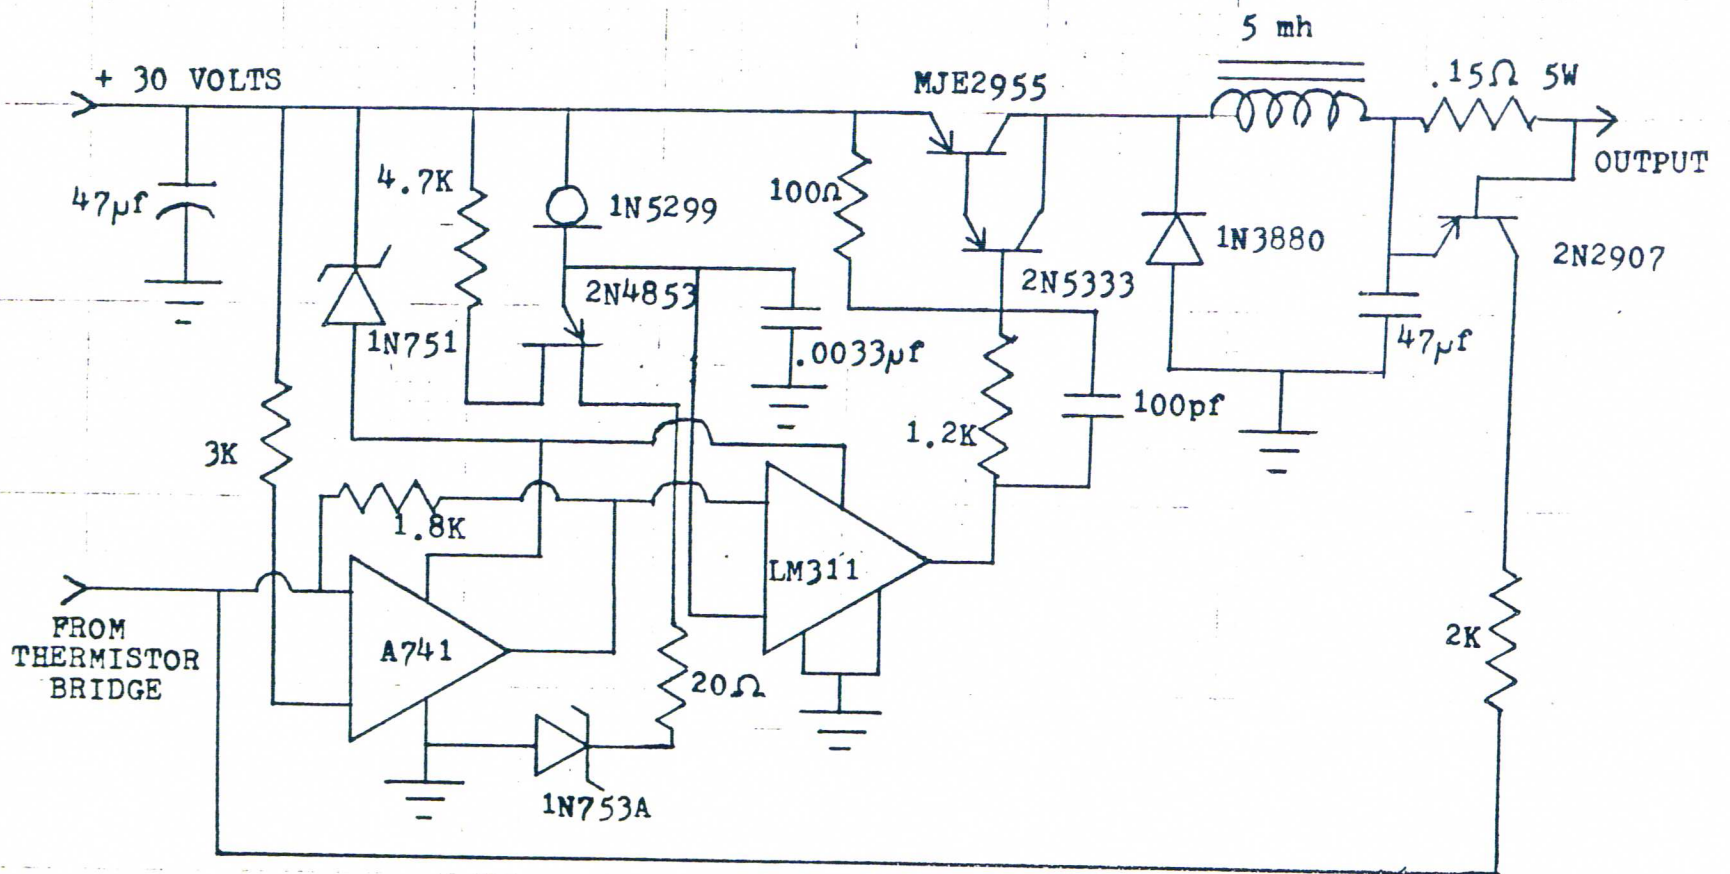 5 mh
+ 30 VOLTS
MJE2955
.15Ω 5W
OUTPUT
47µf
4.7K
1N5299
100Ω
1N3880
2N2907
2N4853
2N5333
1N751
.0033µf
47µf
100pf
1.2K
3K
1.8K
LM311
FROM
THERMISTOR
BRIDGE
A741
2K
20Ω
1N753A